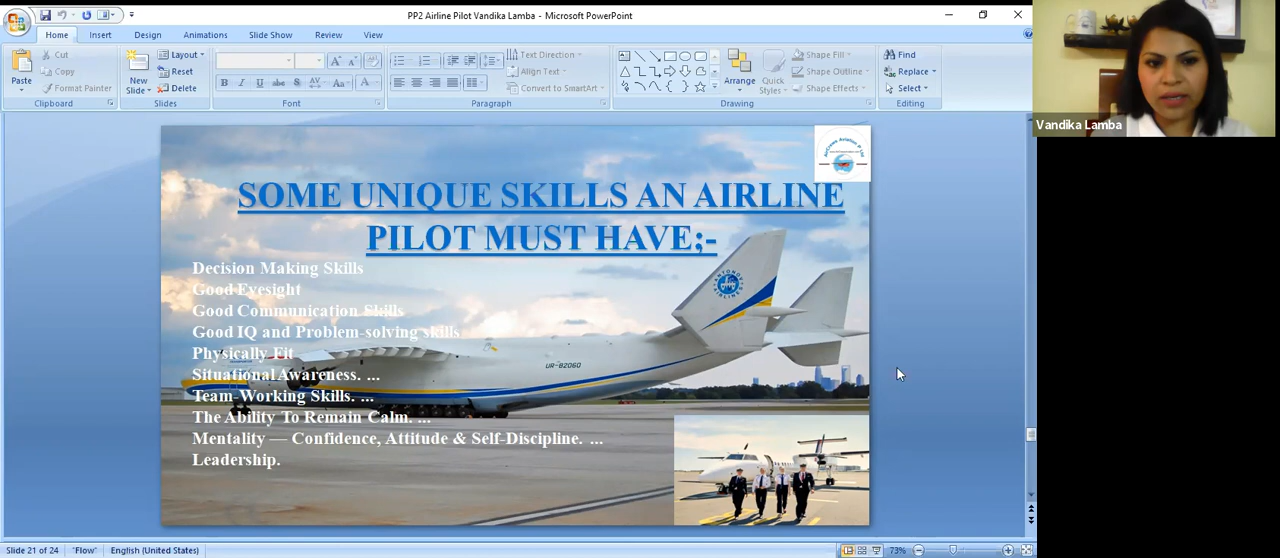 PP2 Airline Pilot Vandika Lamba - Microsoft PowerPoint
Home Insert Design Animations Slide Show Review View
Paste
Cut
Copy
Format Painter
Clipboard
New Slide
Layout
Reset
Delete
Slides
B I U abc S AV Aa A
Font
Text Direction
Align Text
Convert to SmartArt
Paragraph
Arrange
Quick Styles
Shape Fill
Shape Outline
Shape Effects
Drawing
Find
Replace
Select
Editing
Vandika Lamba
SOME UNIQUE SKILLS AN AIRLINE
PILOT MUST HAVE;-
Decision Making Skills
Good Eyesight
Good Communication Skills
Good IQ and Problem-solving skills
Physically Fit
Situational Awareness. ...
Team-Working Skills. ...
The Ability To Remain Calm. ...
Mentality — Confidence, Attitude & Self-Discipline. ...
Leadership.
UR-82060
Slide 21 of 24
"Flow"
English (United States)
73%